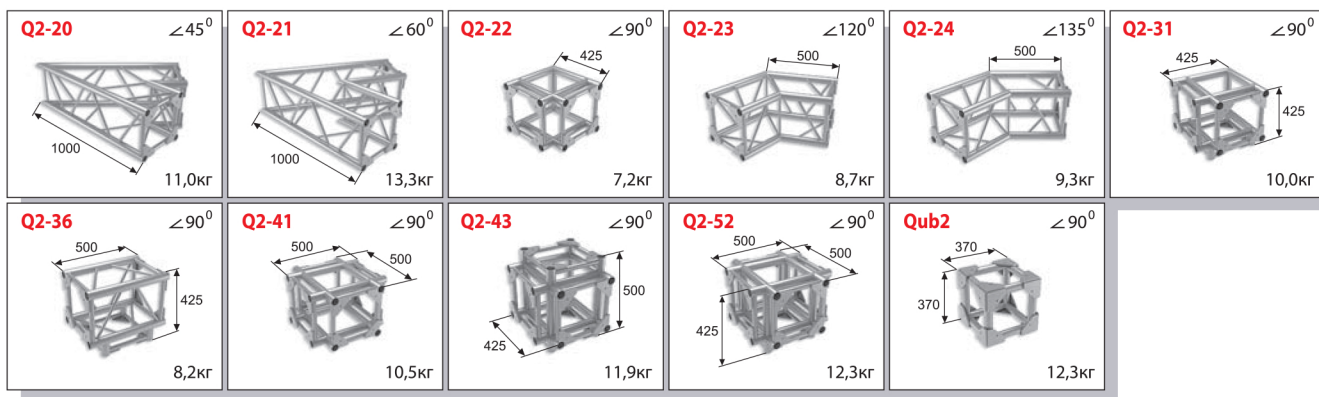 Q2-20 ∠45⁰
1000
11,0кг
Q2-21 ∠60⁰
1000
13,3кг
Q2-22 ∠90⁰
425
7,2кг
Q2-23 ∠120⁰
500
8,7кг
Q2-24 ∠135⁰
500
9,3кг
Q2-31 ∠90⁰
425
425
10,0кг
Q2-36 ∠90⁰
500
425
8,2кг
Q2-41 ∠90⁰
500
500
10,5кг
Q2-43 ∠90⁰
500
425
11,9кг
Q2-52 ∠90⁰
500
500
425
12,3кг
Qub2 ∠90⁰
370
370
12,3кг